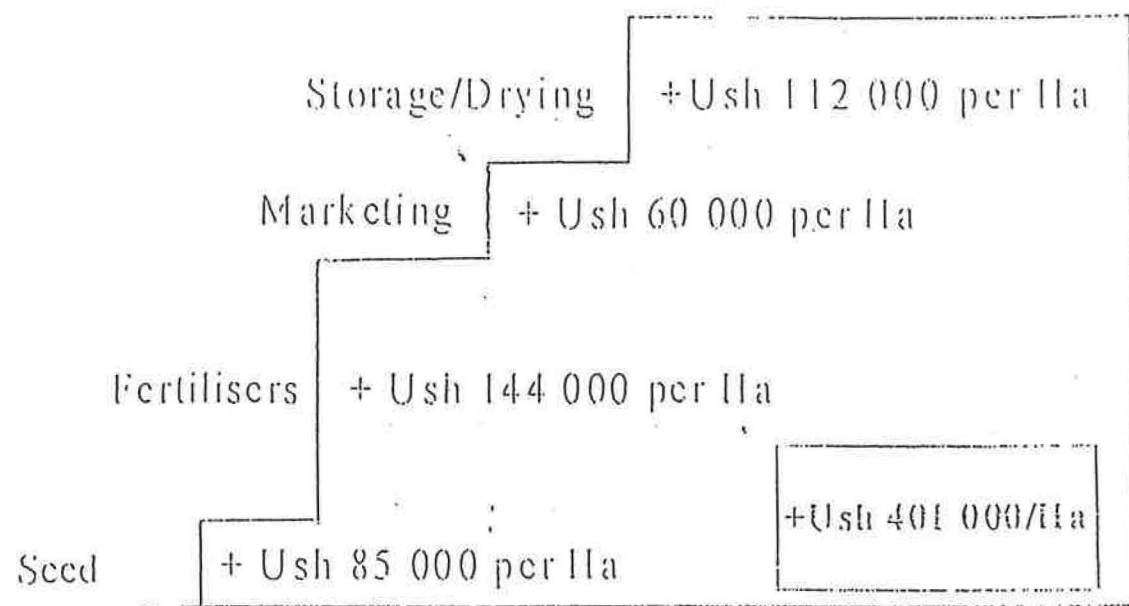 Storage/Drying +Ush 112 000 per Ha
Marketing + Ush 60 000 per Ha
Fertilisers + Ush 144 000 per Ha
+Ush 401 000/Ha
Seed + Ush 85 000 per Ha